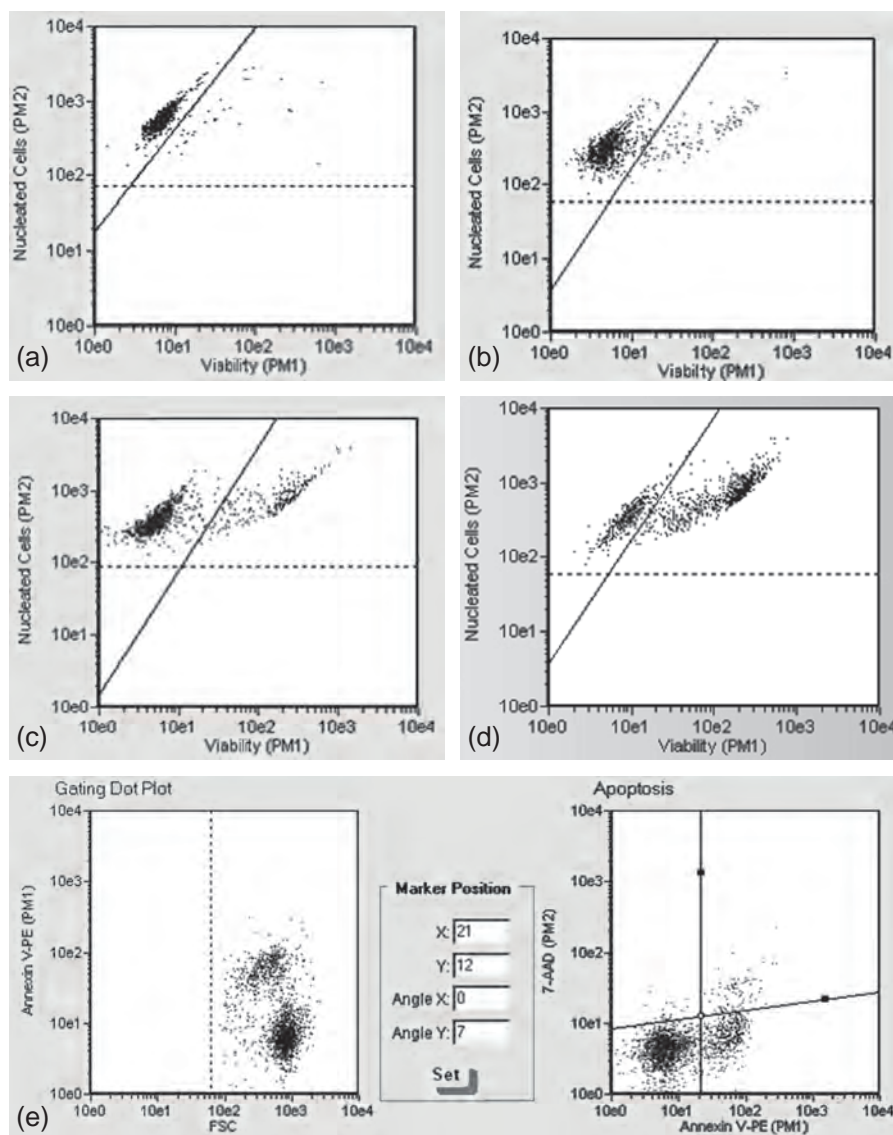 10e4
10e3
10e2
10e1
10e0
Nucleated Cells (PM2)
10e0 10e1 10e2 10e3 10e4
Viability (PM1)
(a)
10e4
10e3
10e2
10e1
10e0
Nucleated Cells (PM2)
10e0 10e1 10e2 10e3 10e4
Viability (PM1)
(b)
10e4
10e3
10e2
10e1
10e0
Nucleated Cells (PM2)
10e0 10e1 10e2 10e3 10e4
Viability (PM1)
(c)
10e4
10e3
10e2
10e1
10e0
Nucleated Cells (PM2)
10e0 10e1 10e2 10e3 10e4
Viability (PM1)
(d)
Gating Dot Plot
10e4
10e3
10e2
10e1
10e0
Annexin V-PE (PM1)
10e0 10e1 10e2 10e3 10e4
FSC
(e)
Marker Position
X: 21
Y: 12
Angle X: 0
Angle Y: 7
Set
Apoptosis
10e4
10e3
10e2
10e1
10e0
7-AAD (PM2)
10e0 10e1 10e2 10e3 10e4
Annexin V-PE (PM1)